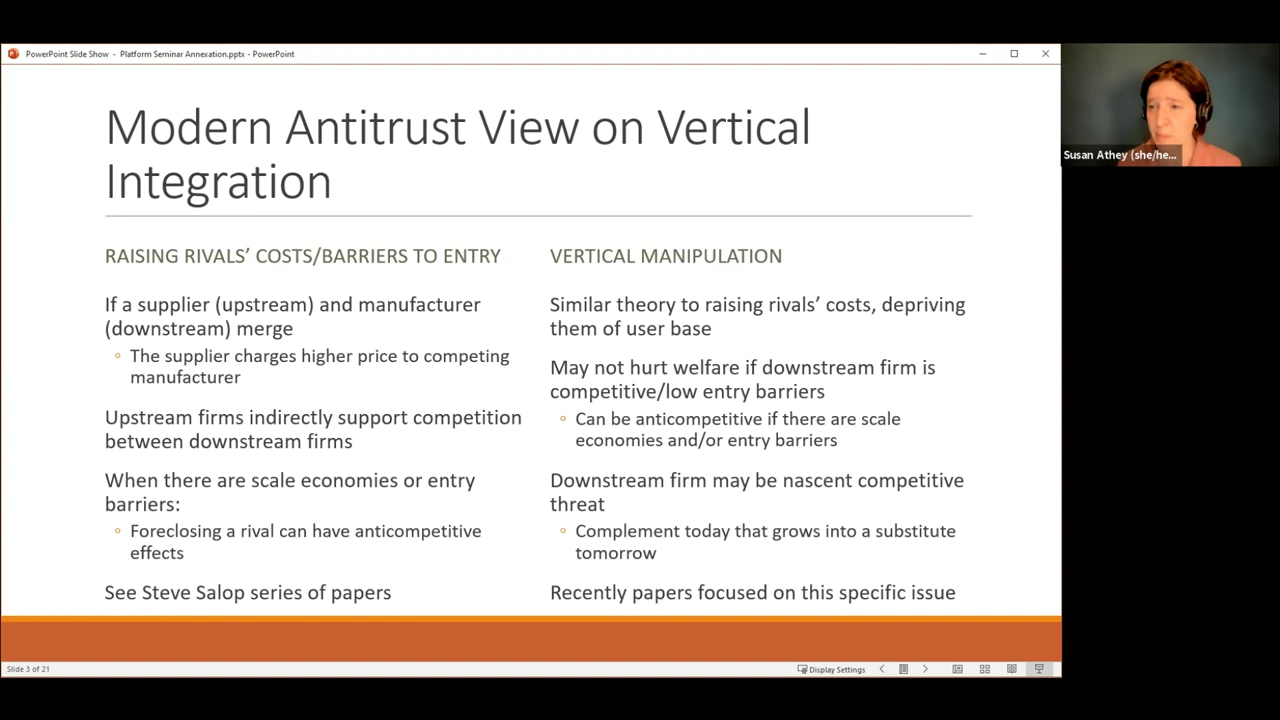 PowerPoint Slide Show - Platform Seminar Annexation.pptx - PowerPoint
Modern Antitrust View on Vertical
Integration
RAISING RIVALS’ COSTS/BARRIERS TO ENTRY
If a supplier (upstream) and manufacturer
(downstream) merge
The supplier charges higher price to competing
manufacturer
Upstream firms indirectly support competition
between downstream firms
When there are scale economies or entry
barriers:
Foreclosing a rival can have anticompetitive
effects
See Steve Salop series of papers
VERTICAL MANIPULATION
Similar theory to raising rivals’ costs, depriving
them of user base
May not hurt welfare if downstream firm is
competitive/low entry barriers
Can be anticompetitive if there are scale
economies and/or entry barriers
Downstream firm may be nascent competitive
threat
Complement today that grows into a substitute
tomorrow
Recently papers focused on this specific issue
Susan Athey (she/he...
Slide 3 of 21
Display Settings